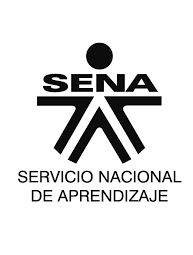 SENA
SERVICIO NACIONAL
DE APRENDIZAJE